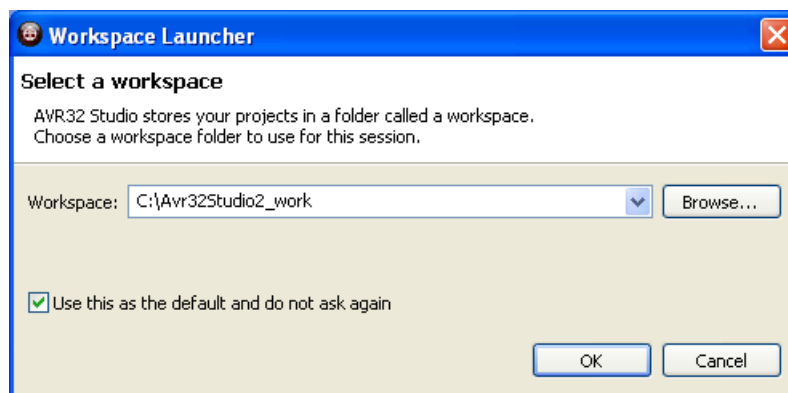 Workspace Launcher
Select a workspace
AVR32 Studio stores your projects in a folder called a workspace.
Choose a workspace folder to use for this session.
Workspace: C:\Avr32Studio2_work Browse...
Use this as the default and do not ask again
OK Cancel